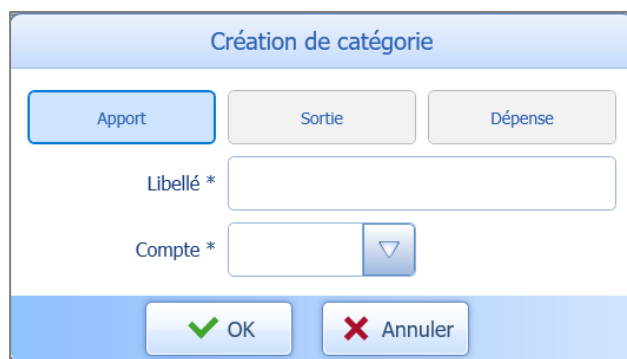 Création de catégorie
Apport Sortie Dépense
Libellé *
Compte *
OK Annuler